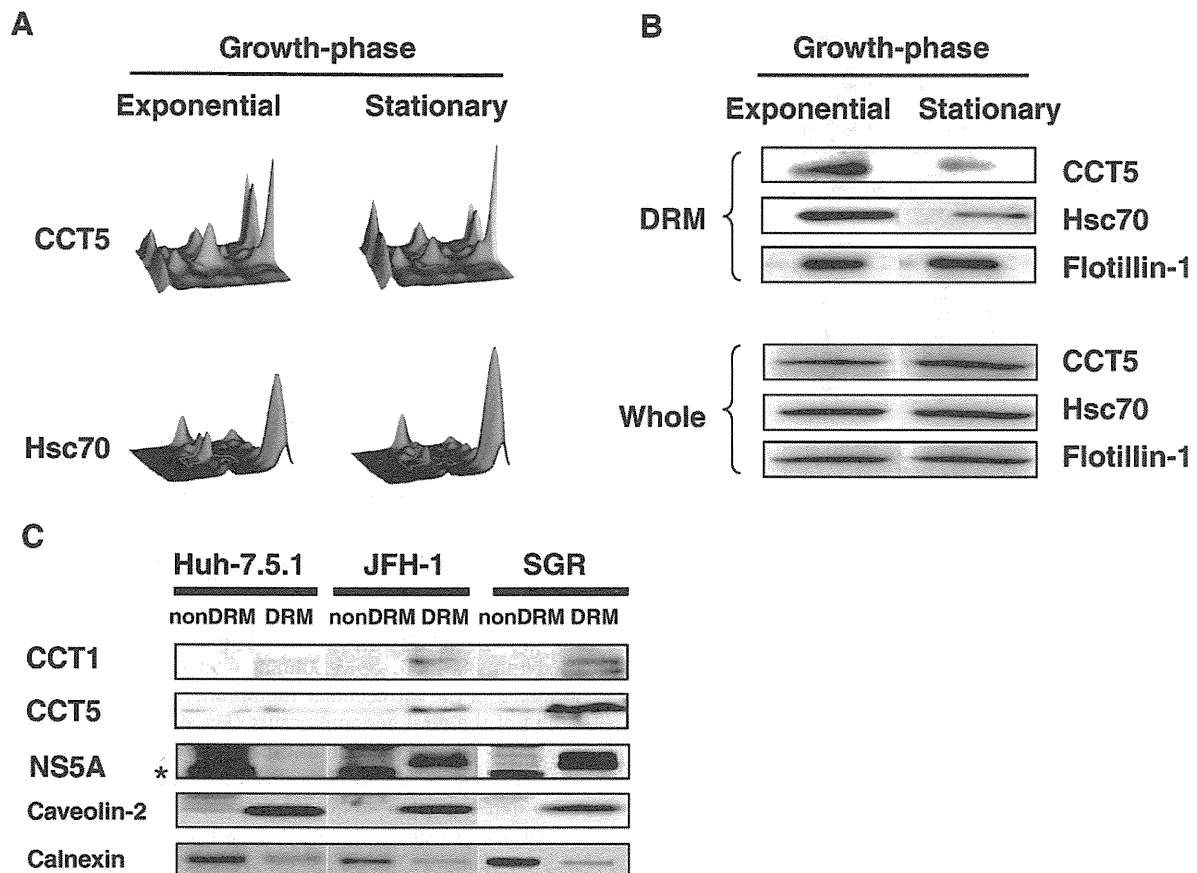 A
Growth-phase
Exponential Stationary
CCT5
Hsc70
B
Growth-phase
Exponential Stationary
DRM
CCT5
Hsc70
Flotillin-1
Whole
CCT5
Hsc70
Flotillin-1
C
Huh-7.5.1 JFH-1 SGR
nonDRM DRM nonDRM DRM nonDRM DRM
CCT1
CCT5
NS5A *
Caveolin-2
Calnexin